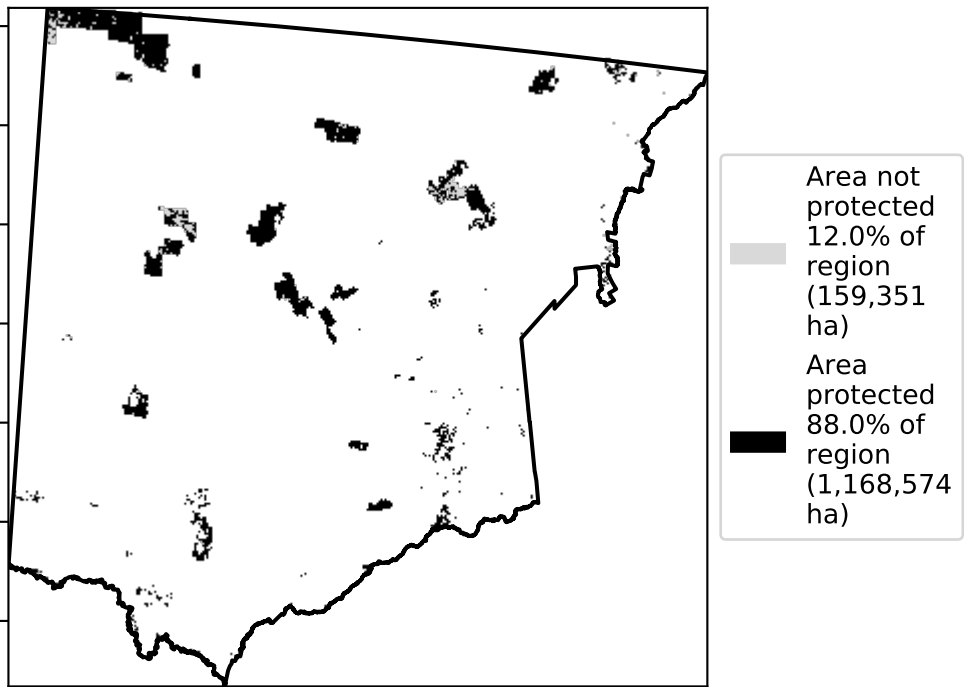 Area not
protected
12.0% of
region
(159,351
ha)
Area
protected
88.0% of
region
(1,168,574
ha)